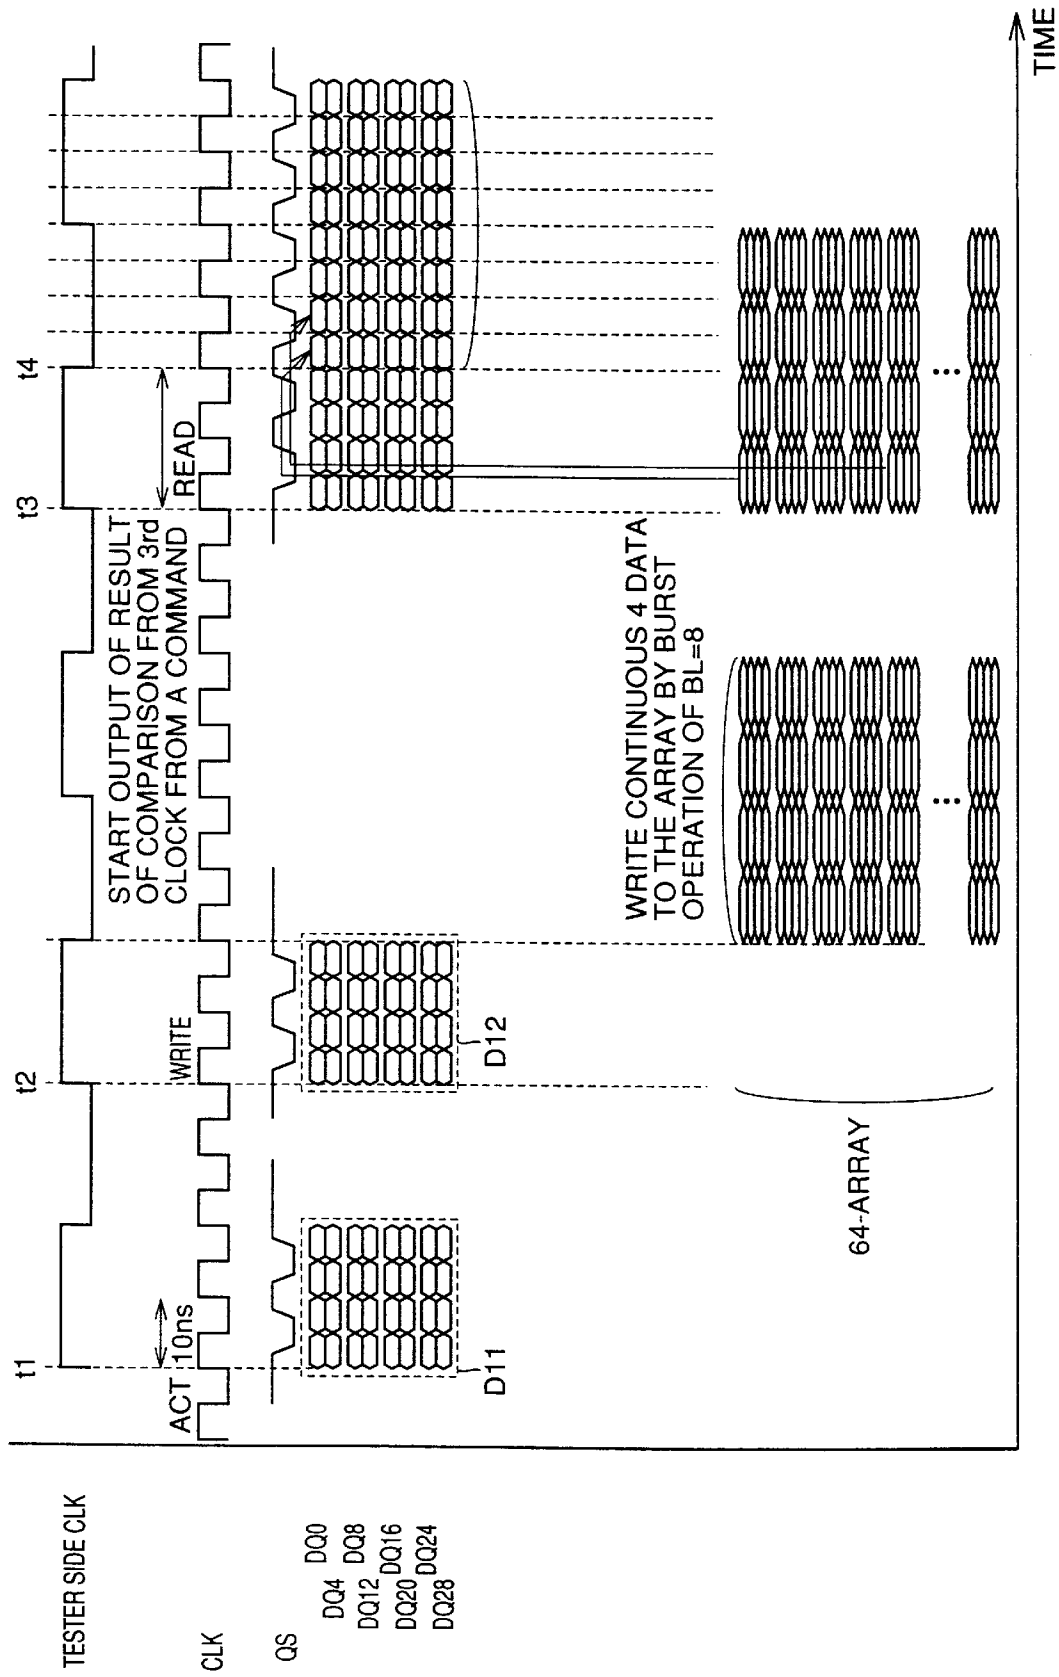 t1
t2
t3
t4
TESTER SIDE CLK
START OUTPUT OF RESULT
OF COMPARISON FROM 3rd
CLOCK FROM A COMMAND
ACT
10ns
WRITE
READ
CLK
QS
DQ0
DQ4
DQ8
DQ12
DQ16
DQ20
DQ24
DQ28
D11
D12
WRITE CONTINUOUS 4 DATA
TO THE ARRAY BY BURST
OPERATION OF BL=8
64-ARRAY
TIME